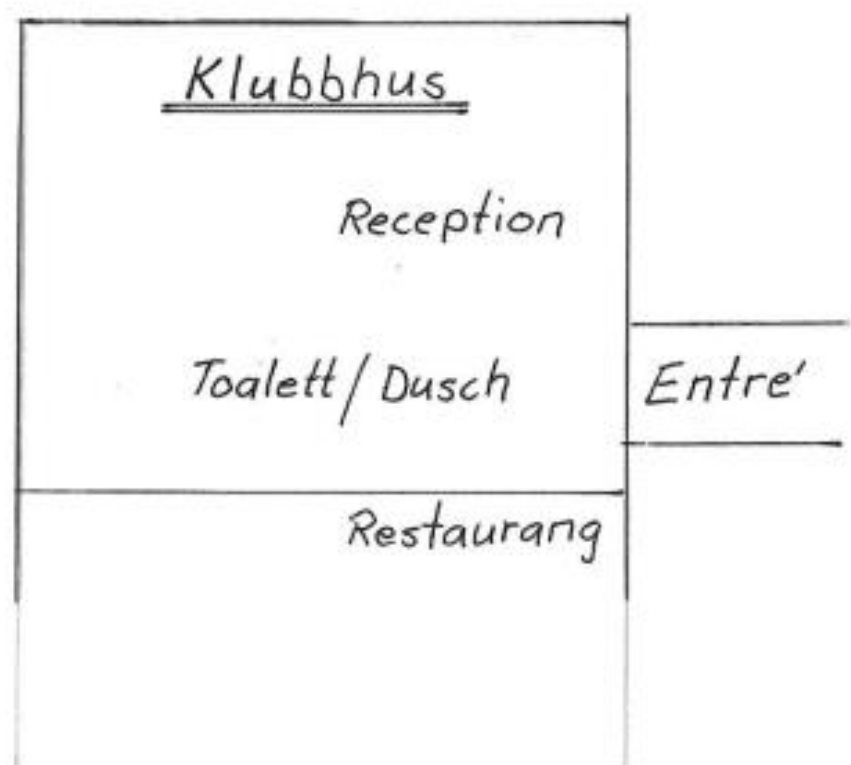 Klubbhus
Reception
Toalett/Dusch
Entre'
Restaurang